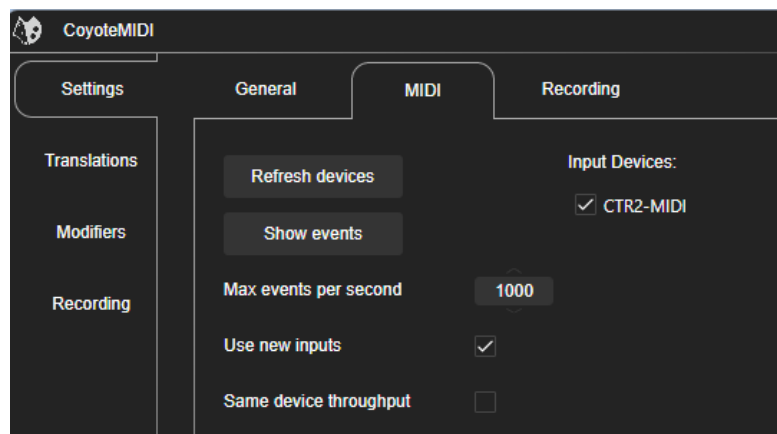 CoyoteMIDI
Settings
General
MIDI
Recording
Translations
Refresh devices
Input Devices:
CTR2-MIDI
Modifiers
Show events
Recording
Max events per second
1000
Use new inputs
Same device throughput